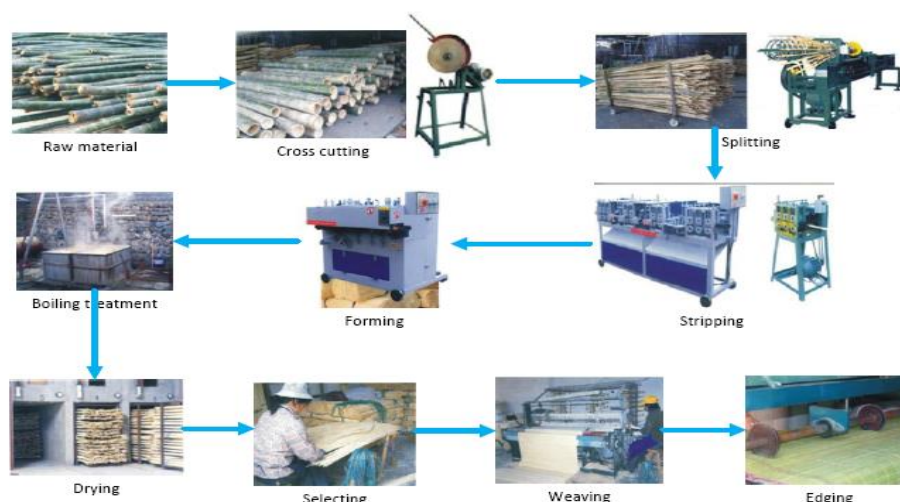 Raw material
Cross cutting
Splitting
Stripping
Forming
Boiling treatment
Drying
Selecting
Weaving
Edging